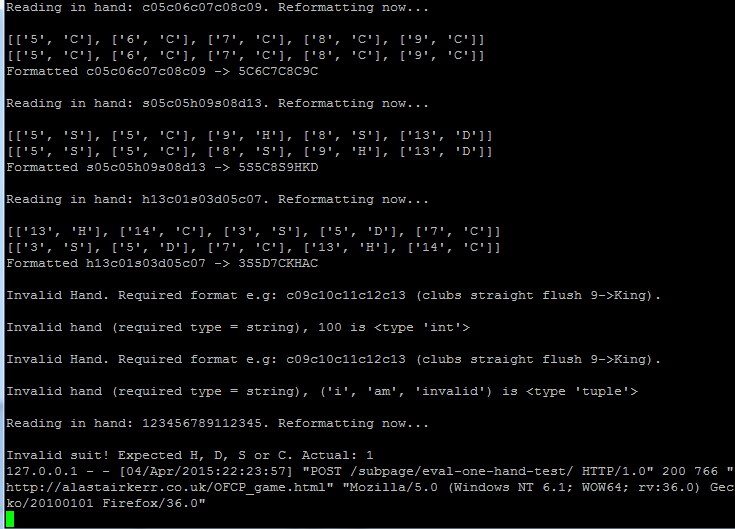 Reading in hand: c05c06c07c08c09. Reformatting now...
[['5', 'C'], ['6', 'C'], ['7', 'C'], ['8', 'C'], ['9', 'C']]
[['5', 'C'], ['6', 'C'], ['7', 'C'], ['8', 'C'], ['9', 'C']]
Formatted c05c06c07c08c09 -> 5C6C7C8C9C
Reading in hand: s05c05h09s08d13. Reformatting now...
[['5', 'S'], ['5', 'C'], ['9', 'H'], ['8', 'S'], ['13', 'D']]
[['5', 'S'], ['5', 'C'], ['8', 'S'], ['9', 'H'], ['13', 'D']]
Formatted s05c05h09s08d13 -> 5S5C8S9HKD
Reading in hand: h13c01s03d05c07. Reformatting now...
[['13', 'H'], ['14', 'C'], ['3', 'S'], ['5', 'D'], ['7', 'C']]
[['3', 'S'], ['5', 'D'], ['7', 'C'], ['13', 'H'], ['14', 'C']]
Formatted h13c01s03d05c07 -> 3S5D7CKHAC
Invalid Hand. Required format e.g: c09c10c11c12c13 (clubs straight flush 9->King).
Invalid hand (required type = string), 100 is <type 'int'>
Invalid Hand. Required format e.g: c09c10c11c12c13 (clubs straight flush 9->King).
Invalid hand (required type = string), ('i', 'am', 'invalid') is <type 'tuple'>
Reading in hand: 123456789112345. Reformatting now...
Invalid suit! Expected H, D, S or C. Actual: 1
127.0.0.1 - - [04/Apr/2015:22:23:57] "POST /subpage/eval-one-hand-test/ HTTP/1.0" 200 766 "
http://alastairkerr.co.uk/OFCP_game.html" "Mozilla/5.0 (Windows NT 6.1; WOW64; rv:36.0) Gec
ko/20100101 Firefox/36.0"